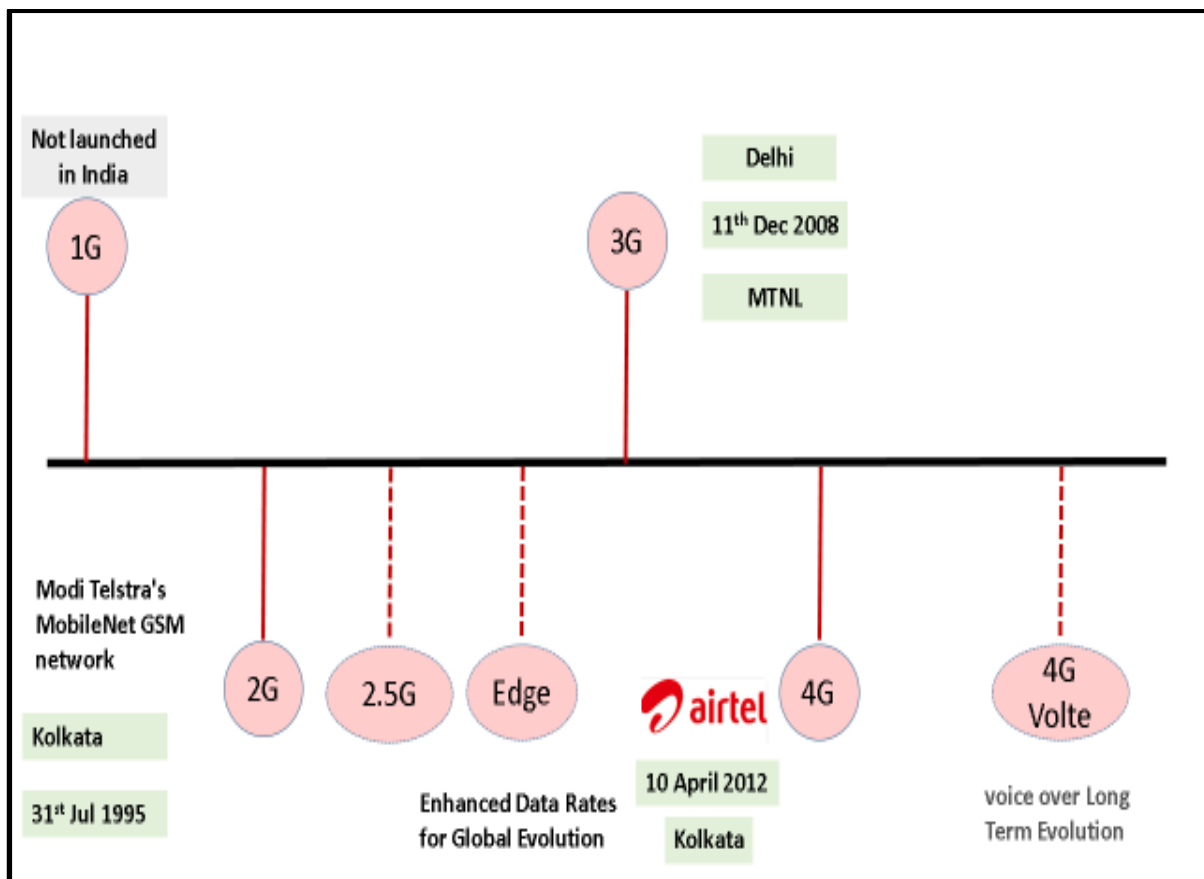 Not launched
in India
1G
3G
Delhi
11th Dec 2008
MTNL
Modi Telstra's
MobileNet GSM
network
Kolkata
31st Jul 1995
2G
2.5G
Edge
Enhanced Data Rates
for Global Evolution
airtel
10 April 2012
Kolkata
4G
4G
Volte
voice over Long
Term Evolution